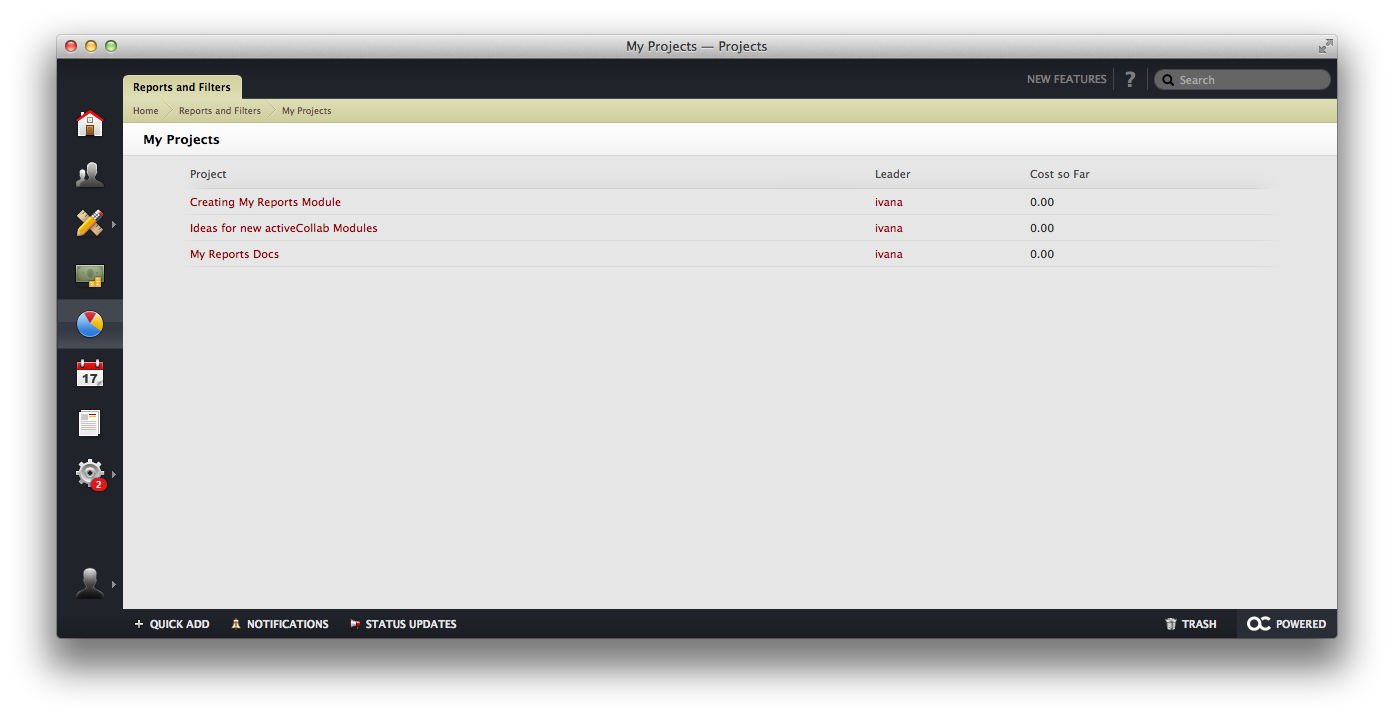 My Projects — Projects
Reports and Filters
NEW FEATURES ? Search
Home Reports and Filters My Projects
My Projects
Project Leader Cost so Far
Creating My Reports Module ivana 0.00
Ideas for new activeCollab Modules ivana 0.00
My Reports Docs ivana 0.00
17
2
+ QUICK ADD NOTIFICATIONS STATUS UPDATES TRASH POWERED